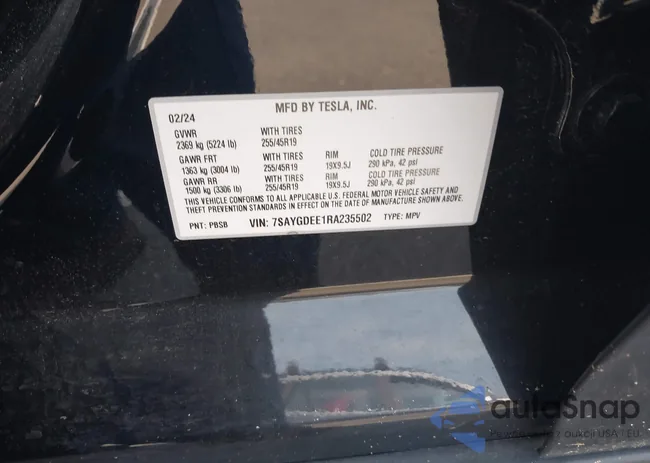 MFD BY TESLA, INC.
02/24
GVWR WITH TIRES
2369 kg (5224 lb) 255/45R19
GAWR FRT WITH TIRES RIM COLD TIRE PRESSURE
1363 kg (3004 lb) 255/45R19 19X9.5J 290 kPa, 42 psi
GAWR RR WITH TIRES RIM COLD TIRE PRESSURE
1500 kg (3306 lb) 255/45R19 19X9.5J 290 kPa, 42 psi
THIS VEHICLE CONFORMS TO ALL APPLICABLE U.S. FEDERAL MOTOR VEHICLE SAFETY AND
THEFT PREVENTION STANDARDS IN EFFECT ON THE DATE OF MANUFACTURE SHOWN ABOVE.
PNT: PBSB VIN: 7SAYGDEE1RA235502 TYPE: MPV
aulaSnap
aukcji USA i EU